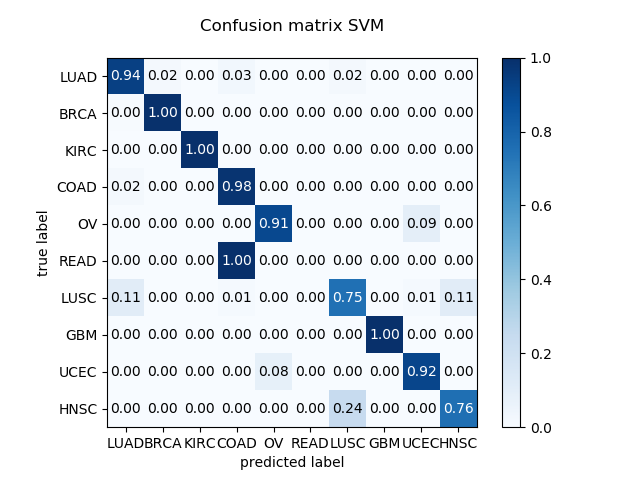 Confusion matrix SVM
LUAD 0.94 0.02 0.00 0.03 0.00 0.00 0.02 0.00 0.00 0.00
BRCA 0.00 1.00 0.00 0.00 0.00 0.00 0.00 0.00 0.00 0.00
KIRC 0.00 0.00 1.00 0.00 0.00 0.00 0.00 0.00 0.00 0.00
COAD 0.02 0.00 0.00 0.98 0.00 0.00 0.00 0.00 0.00 0.00
OV 0.00 0.00 0.00 0.00 0.91 0.00 0.00 0.00 0.09 0.00
READ 0.00 0.00 0.00 1.00 0.00 0.00 0.00 0.00 0.00 0.00
LUSC 0.11 0.00 0.00 0.01 0.00 0.00 0.75 0.00 0.01 0.11
GBM 0.00 0.00 0.00 0.00 0.00 0.00 0.00 1.00 0.00 0.00
UCEC 0.00 0.00 0.00 0.00 0.08 0.00 0.00 0.00 0.92 0.00
HNSC 0.00 0.00 0.00 0.00 0.00 0.00 0.24 0.00 0.00 0.76
LUAD BRCA KIRC COAD OV READ LUSC GBM UCEC HNSC
predicted label
true label
1.0
0.8
0.6
0.4
0.2
0.0